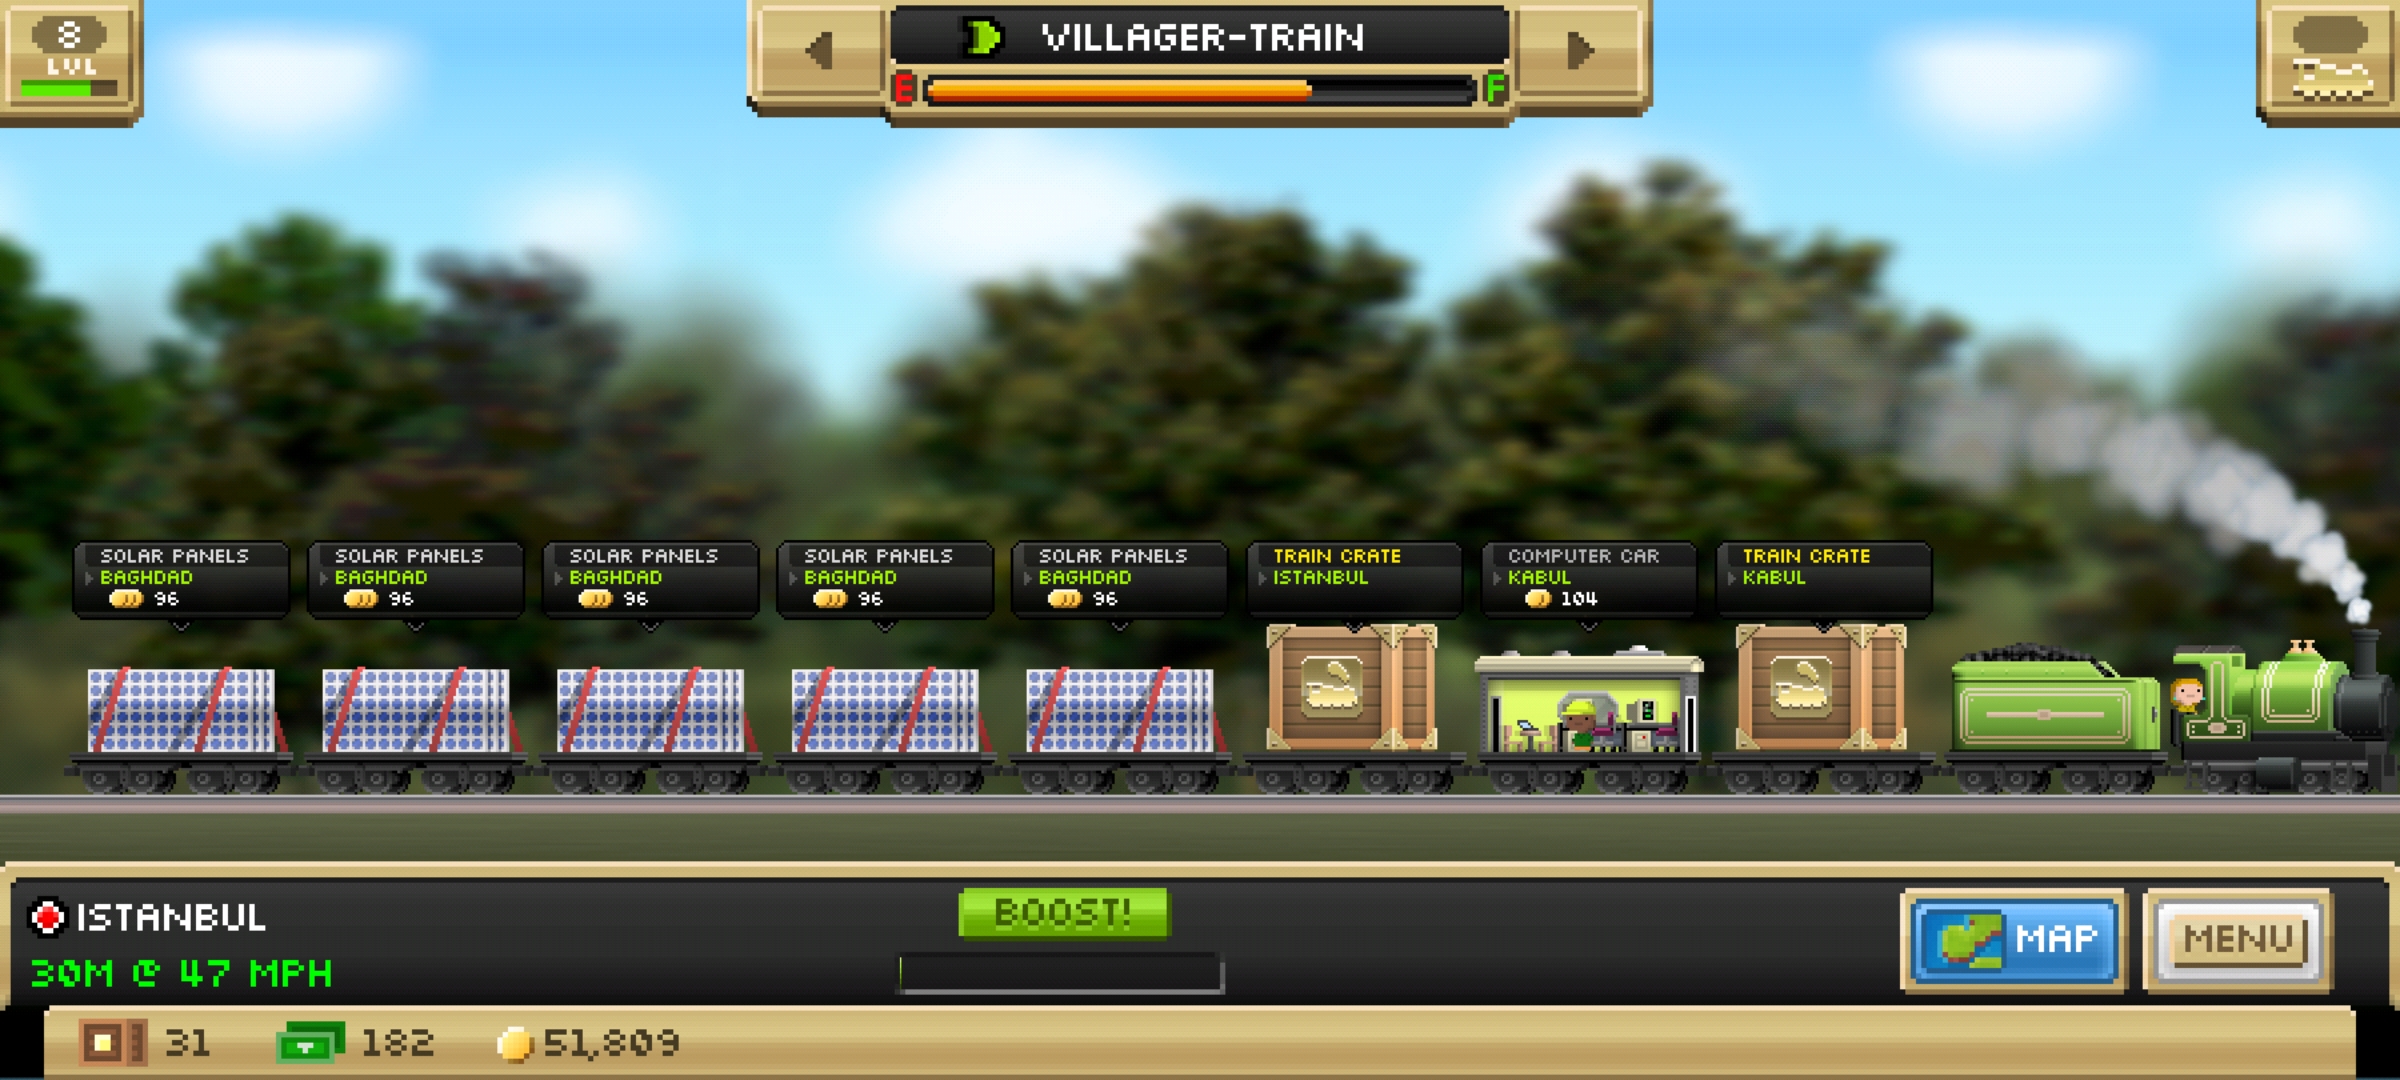 8
LVL
VILLAGER-TRAIN
E F
SOLAR PANELS
BAGHDAD
96
SOLAR PANELS
BAGHDAD
96
SOLAR PANELS
BAGHDAD
96
SOLAR PANELS
BAGHDAD
96
SOLAR PANELS
BAGHDAD
96
TRAIN CRATE
ISTANBUL
COMPUTER CAR
KABUL
104
TRAIN CRATE
KABUL
ISTANBUL
30M @ 47 MPH
BOOST!
MAP
MENU
31
182
51,809